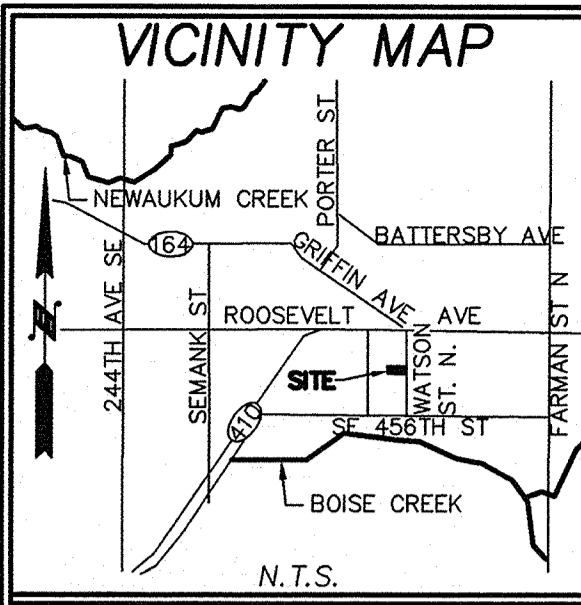 VICINITY MAP
PORTER ST
NEWAUKUM CREEK
BATTERSBY AVE
164
GRIFFIN AVE
244TH AVE SE
SEMANK ST
FARMAN ST N
N
ROOSEVELT AVE
SITE
WATSON
ST. N.
410
SE 456TH ST
BOISE CREEK
N.T.S.